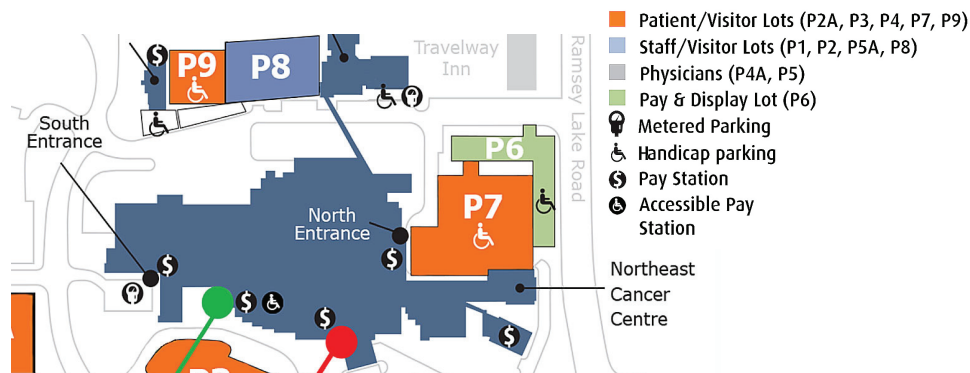 Patient/Visitor Lots (P2A, P3, P4, P7, P9)
Staff/Visitor Lots (P1, P2, P5A, P8)
Physicians (P4A, P5)
Pay & Display Lot (P6)
Metered Parking
Handicap parking
Pay Station
Accessible Pay
Station
Travelway
Inn
Ramsey Lake Road
P9
P8
South
Entrance
P6
P7
North
Entrance
Northeast
Cancer
Centre